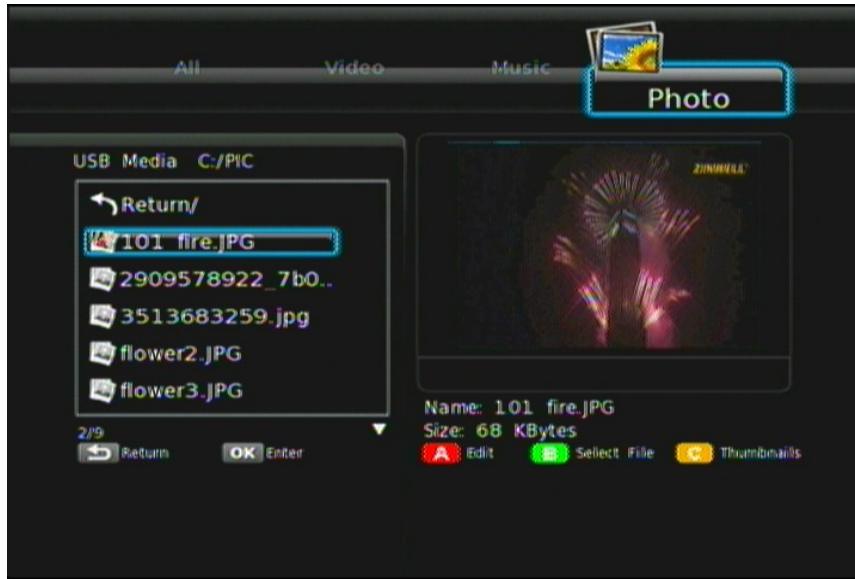 All Video Music Photo
USB Media C:/PIC
Return/
101 fire.JPG
2909578922_7b0..
3513683259.jpg
flower2.JPG
flower3.JPG
2/9
Return OK Enter
ZINWELL
Name: 101 fire.JPG
Size: 68 KBytes
A Edit B Select File C Thumbnails